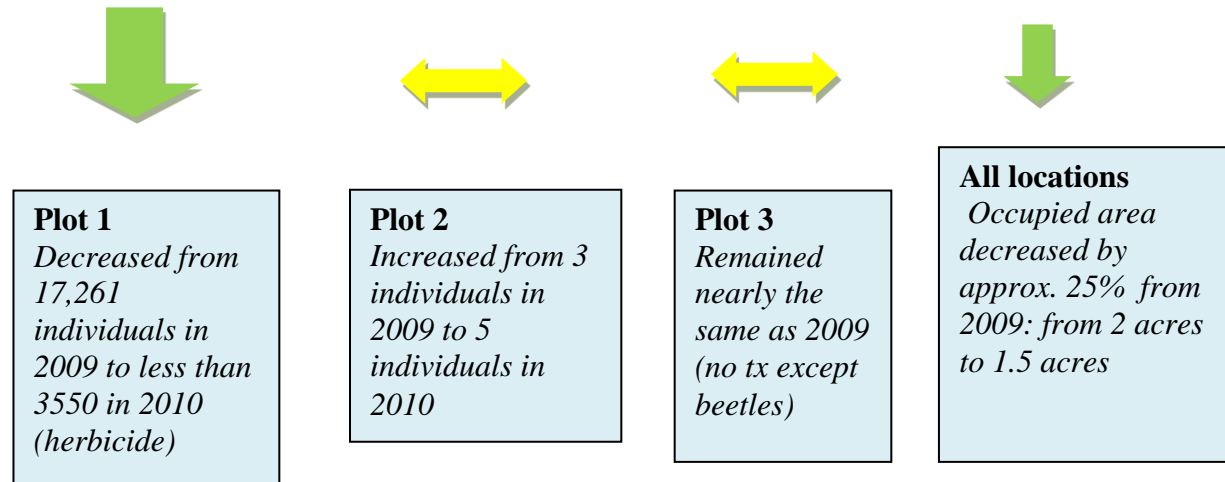 Plot 1
Decreased from
17,261
individuals in
2009 to less than
3550 in 2010
(herbicide)
Plot 2
Increased from 3
individuals in
2009 to 5
individuals in
2010
Plot 3
Remained
nearly the
same as 2009
(no tx except
beetles)
All locations
Occupied area
decreased by
approx. 25% from
2009: from 2 acres
to 1.5 acres